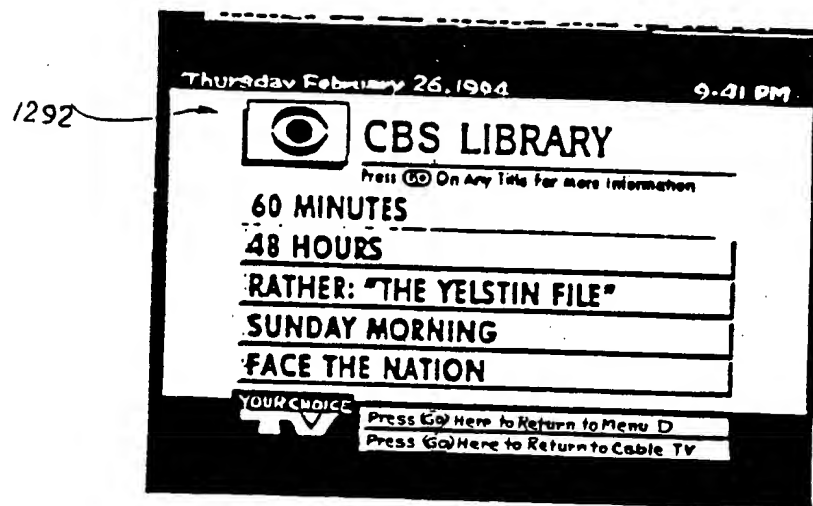 Thursday February 26, 1994 9:41 PM
1292
CBS LIBRARY
Press Go On Any Title For More Information
60 MINUTES
48 HOURS
RATHER: "THE YELSTIN FILE"
SUNDAY MORNING
FACE THE NATION
YOUR CHOICE
TV
Press Go Here to Return to Menu D
Press Go Here to Return to Cable TV